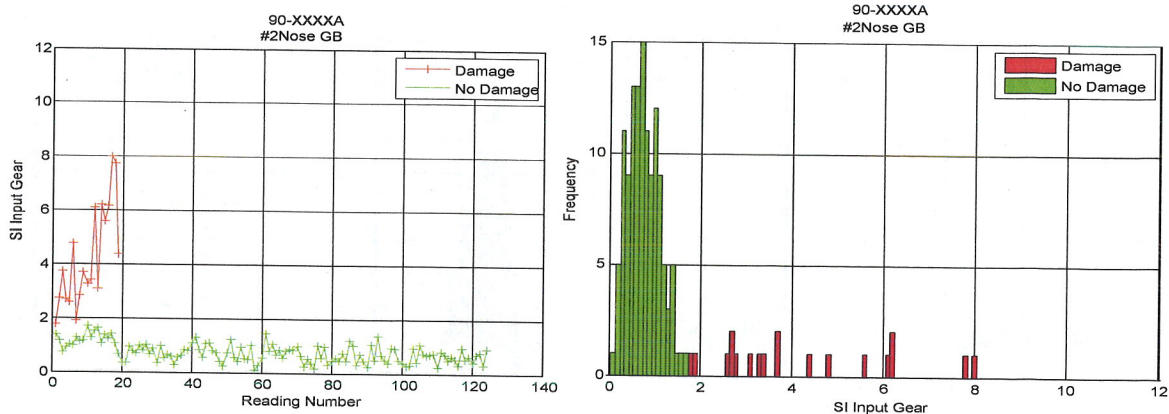 90-XXXXA
#2Nose GB
12
10
8
6
4
2
0
SI Input Gear
0 20 40 60 80 100 120 140
Reading Number
Damage
No Damage
90-XXXXA
#2Nose GB
15
10
5
0
Frequency
0 2 4 6 8 10 12
SI Input Gear
Damage
No Damage